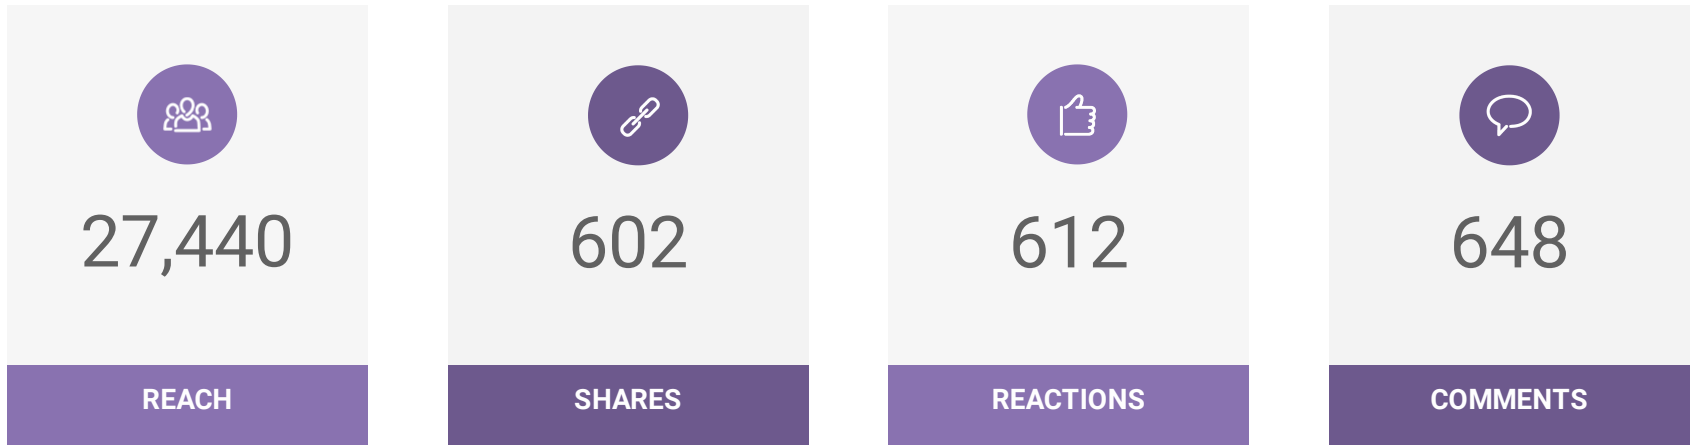 27,440
602
612
648
REACH
SHARES
REACTIONS
COMMENTS